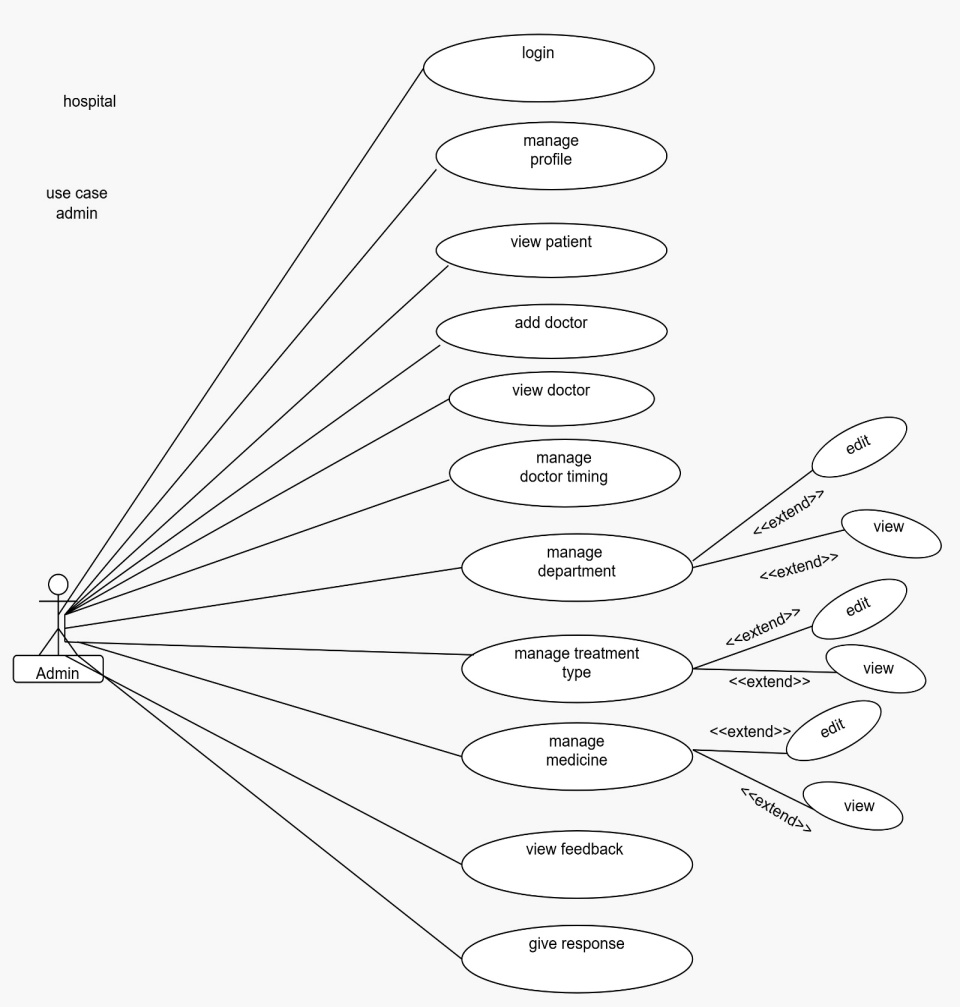 login
hospital
manage
profile
use case
admin
view patient
add doctor
view doctor
manage
doctor timing
edit
<<extend>>
view
<<extend>>
manage
department
edit
<<extend>>
manage treatment
type
view
<<extend>>
Admin
edit
<<extend>>
manage
medicine
view
<<extend>>
view feedback
give response